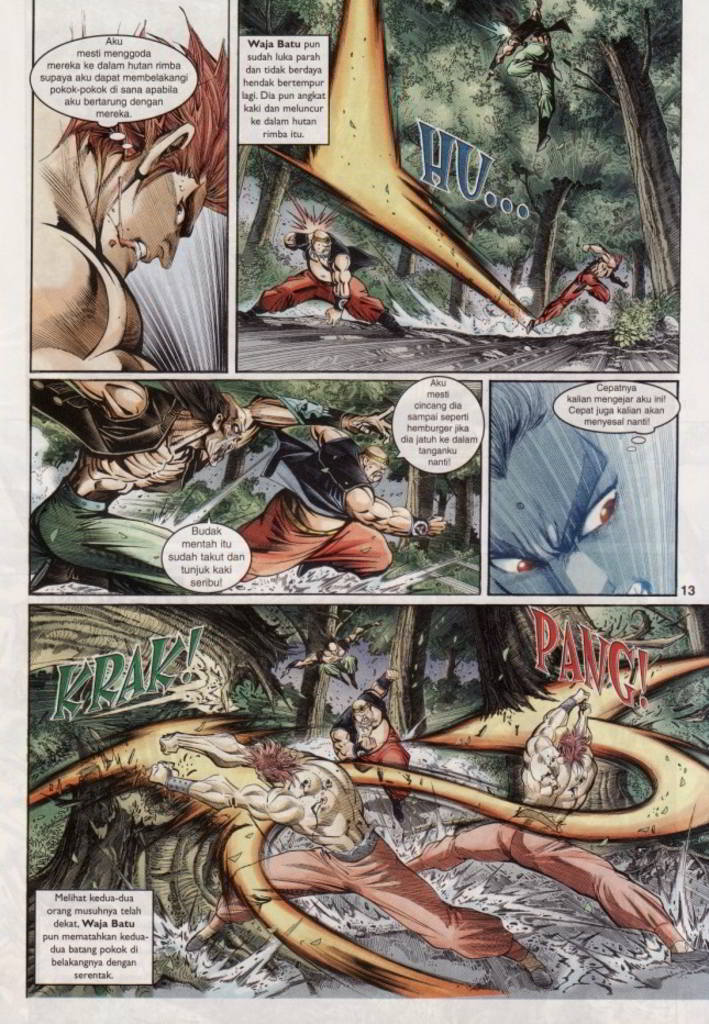 Aku
mesti menggoda
mereka ke dalam hutan rimba
supaya aku dapat membelakangi
pokok-pokok di sana apabila
aku bertarung dengan
mereka.
Waja Batu pun
sudah luka parah
dan tidak berdaya
hendak bertempur
lagi. Dia pun angkat
kaki dan meluncur
ke dalam hutan
rimba itu.
HU...
Budak
mentah itu
sudah takut dan
tunjuk kaki
seribu!
Aku
mesti
cincang dia
sampai seperti
hemburger jika
dia jatuh ke dalam
tanganku
nanti!
Cepatnya
kalian mengejar aku ini!
Cepat juga kalian akan
menyesal nanti!
13
KRAK!
PANG!
Melihat kedua-dua
orang musuhnya telah
dekat, Waja Batu
pun mematahkan kedua-
dua batang pokok di
belakangnya dengan
serentak.